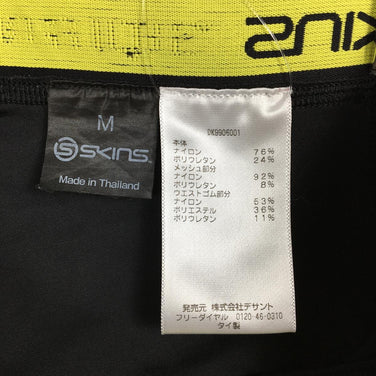 SKINS
M
SKINS
Made in Thailand
DK9905001
本体
ナイロン 76%
ポリウレタン 24%
メッシュ部分
ナイロン 92%
ポリウレタン 8%
ウエストゴム部分
ナイロン 53%
ポリエステル 36%
ポリウレタン 11%
発売元 株式会社デサント
フリーダイヤル 0120-46-0310
タイ製